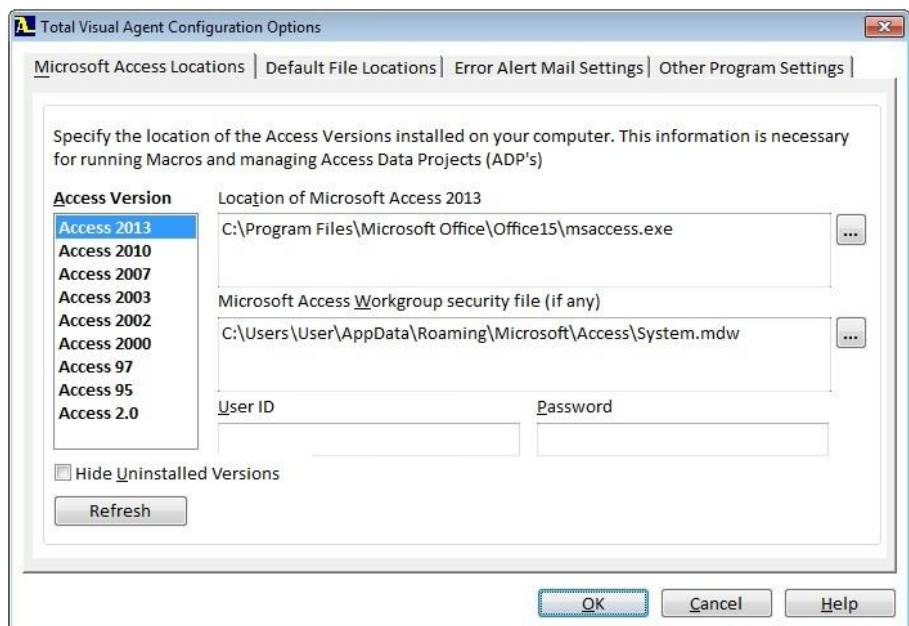 Total Visual Agent Configuration Options
Microsoft Access Locations Default File Locations Error Alert Mail Settings Other Program Settings
Specify the location of the Access Versions installed on your computer. This information is necessary
for running Macros and managing Access Data Projects (ADP's)
Access Version
Access 2013
Access 2010
Access 2007
Access 2003
Access 2002
Access 2000
Access 97
Access 95
Access 2.0
Location of Microsoft Access 2013
C:\Program Files\Microsoft Office\Office15\msaccess.exe
...
Microsoft Access Workgroup security file (if any)
C:\Users\User\AppData\Roaming\Microsoft\Access\System.mdw
...
User ID Password
Hide Uninstalled Versions
Refresh
OK Cancel Help